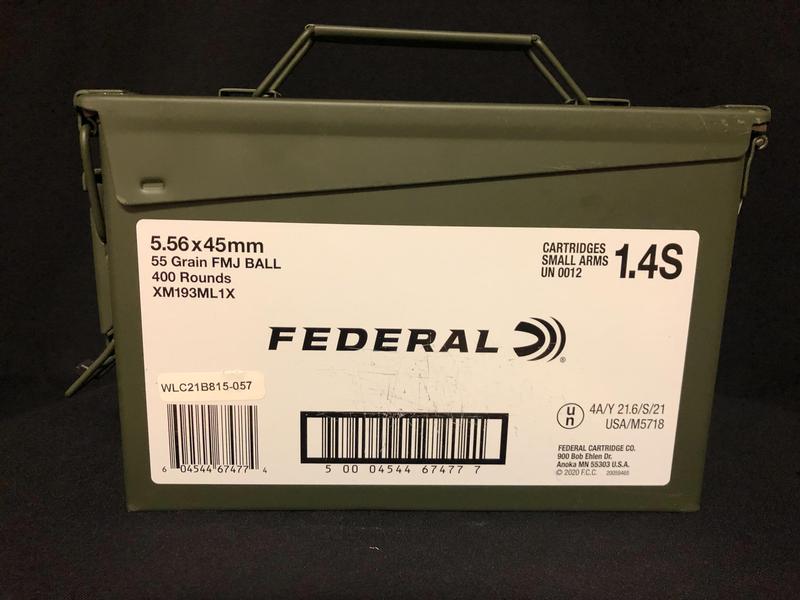 5.56x45mm
55 Grain FMJ BALL
400 Rounds
XM193ML1X
CARTRIDGES
SMALL ARMS
UN 0012
1.4S
FEDERAL ®
WLC21B815-057
6 04544 67477 4
5 00 04544 67477 7
un
4A/Y 21.6/S/21
USA/M5718
FEDERAL CARTRIDGE CO.
900 Bob Ehlen Dr.
Anoka MN 55303 U.S.A.
© 2020 F.C.C. 20059465